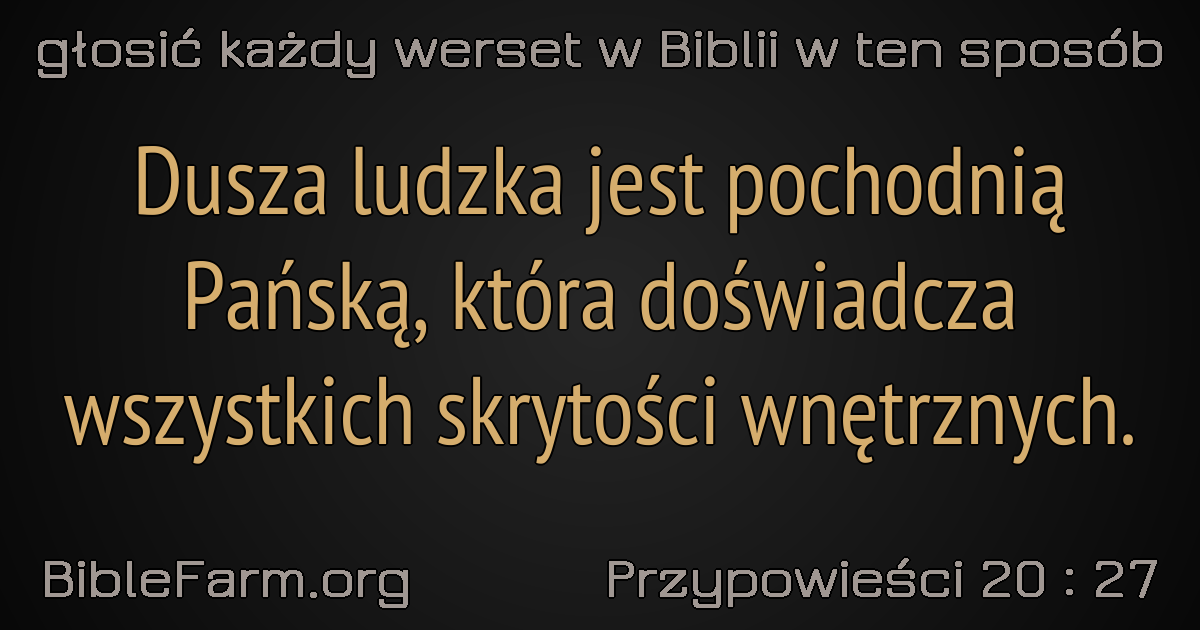 głosić każdy werset w Biblii w ten sposób
Dusza ludzka jest pochodnią
Pańską, która doświadcza
wszystkich skrytości wnętrznych.
BibleFarm.org
Przypowieści 20 : 27